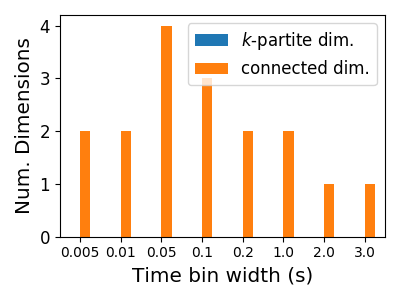 k-partite dim.
connected dim.
Num. Dimensions
4
3
2
1
0
0.005 0.01 0.05 0.1 0.2 1.0 2.0 3.0
Time bin width (s)